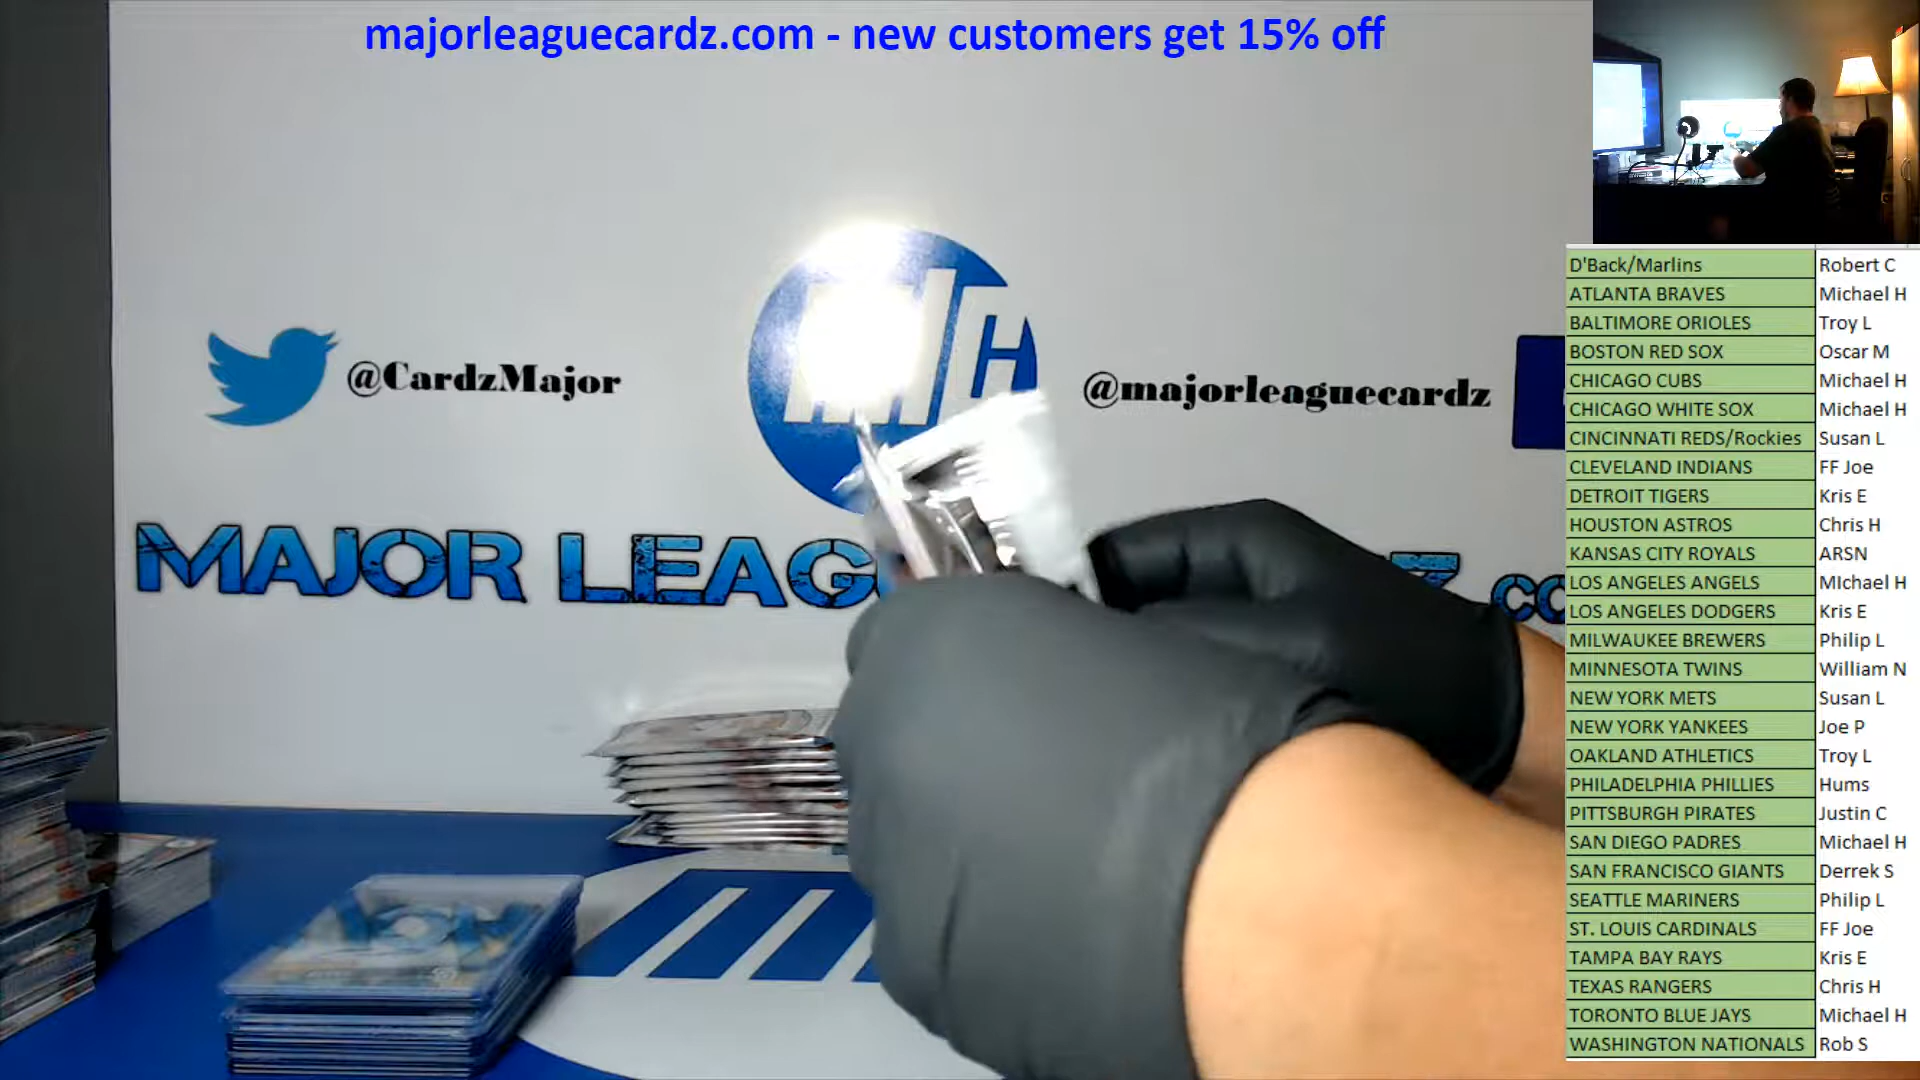 majorleaguecardz.com - new customers get 15% off
@CardzMajor
@majorleaguecardz
MAJOR LEAG
D'Back/Marlins Robert C
ATLANTA BRAVES Michael H
BALTIMORE ORIOLES Troy L
BOSTON RED SOX Oscar M
CHICAGO CUBS Michael H
CHICAGO WHITE SOX Michael H
CINCINNATI REDS/Rockies Susan L
CLEVELAND INDIANS FF Joe
DETROIT TIGERS Kris E
HOUSTON ASTROS Chris H
KANSAS CITY ROYALS ARSN
LOS ANGELES ANGELS MIchael H
LOS ANGELES DODGERS Kris E
MILWAUKEE BREWERS Philip L
MINNESOTA TWINS William N
NEW YORK METS Susan L
NEW YORK YANKEES Joe P
OAKLAND ATHLETICS Troy L
PHILADELPHIA PHILLIES Hums
PITTSBURGH PIRATES Justin C
SAN DIEGO PADRES Michael H
SAN FRANCISCO GIANTS Derrek S
SEATTLE MARINERS Philip L
ST. LOUIS CARDINALS FF Joe
TAMPA BAY RAYS Kris E
TEXAS RANGERS Chris H
TORONTO BLUE JAYS Michael H
WASHINGTON NATIONALS Rob S